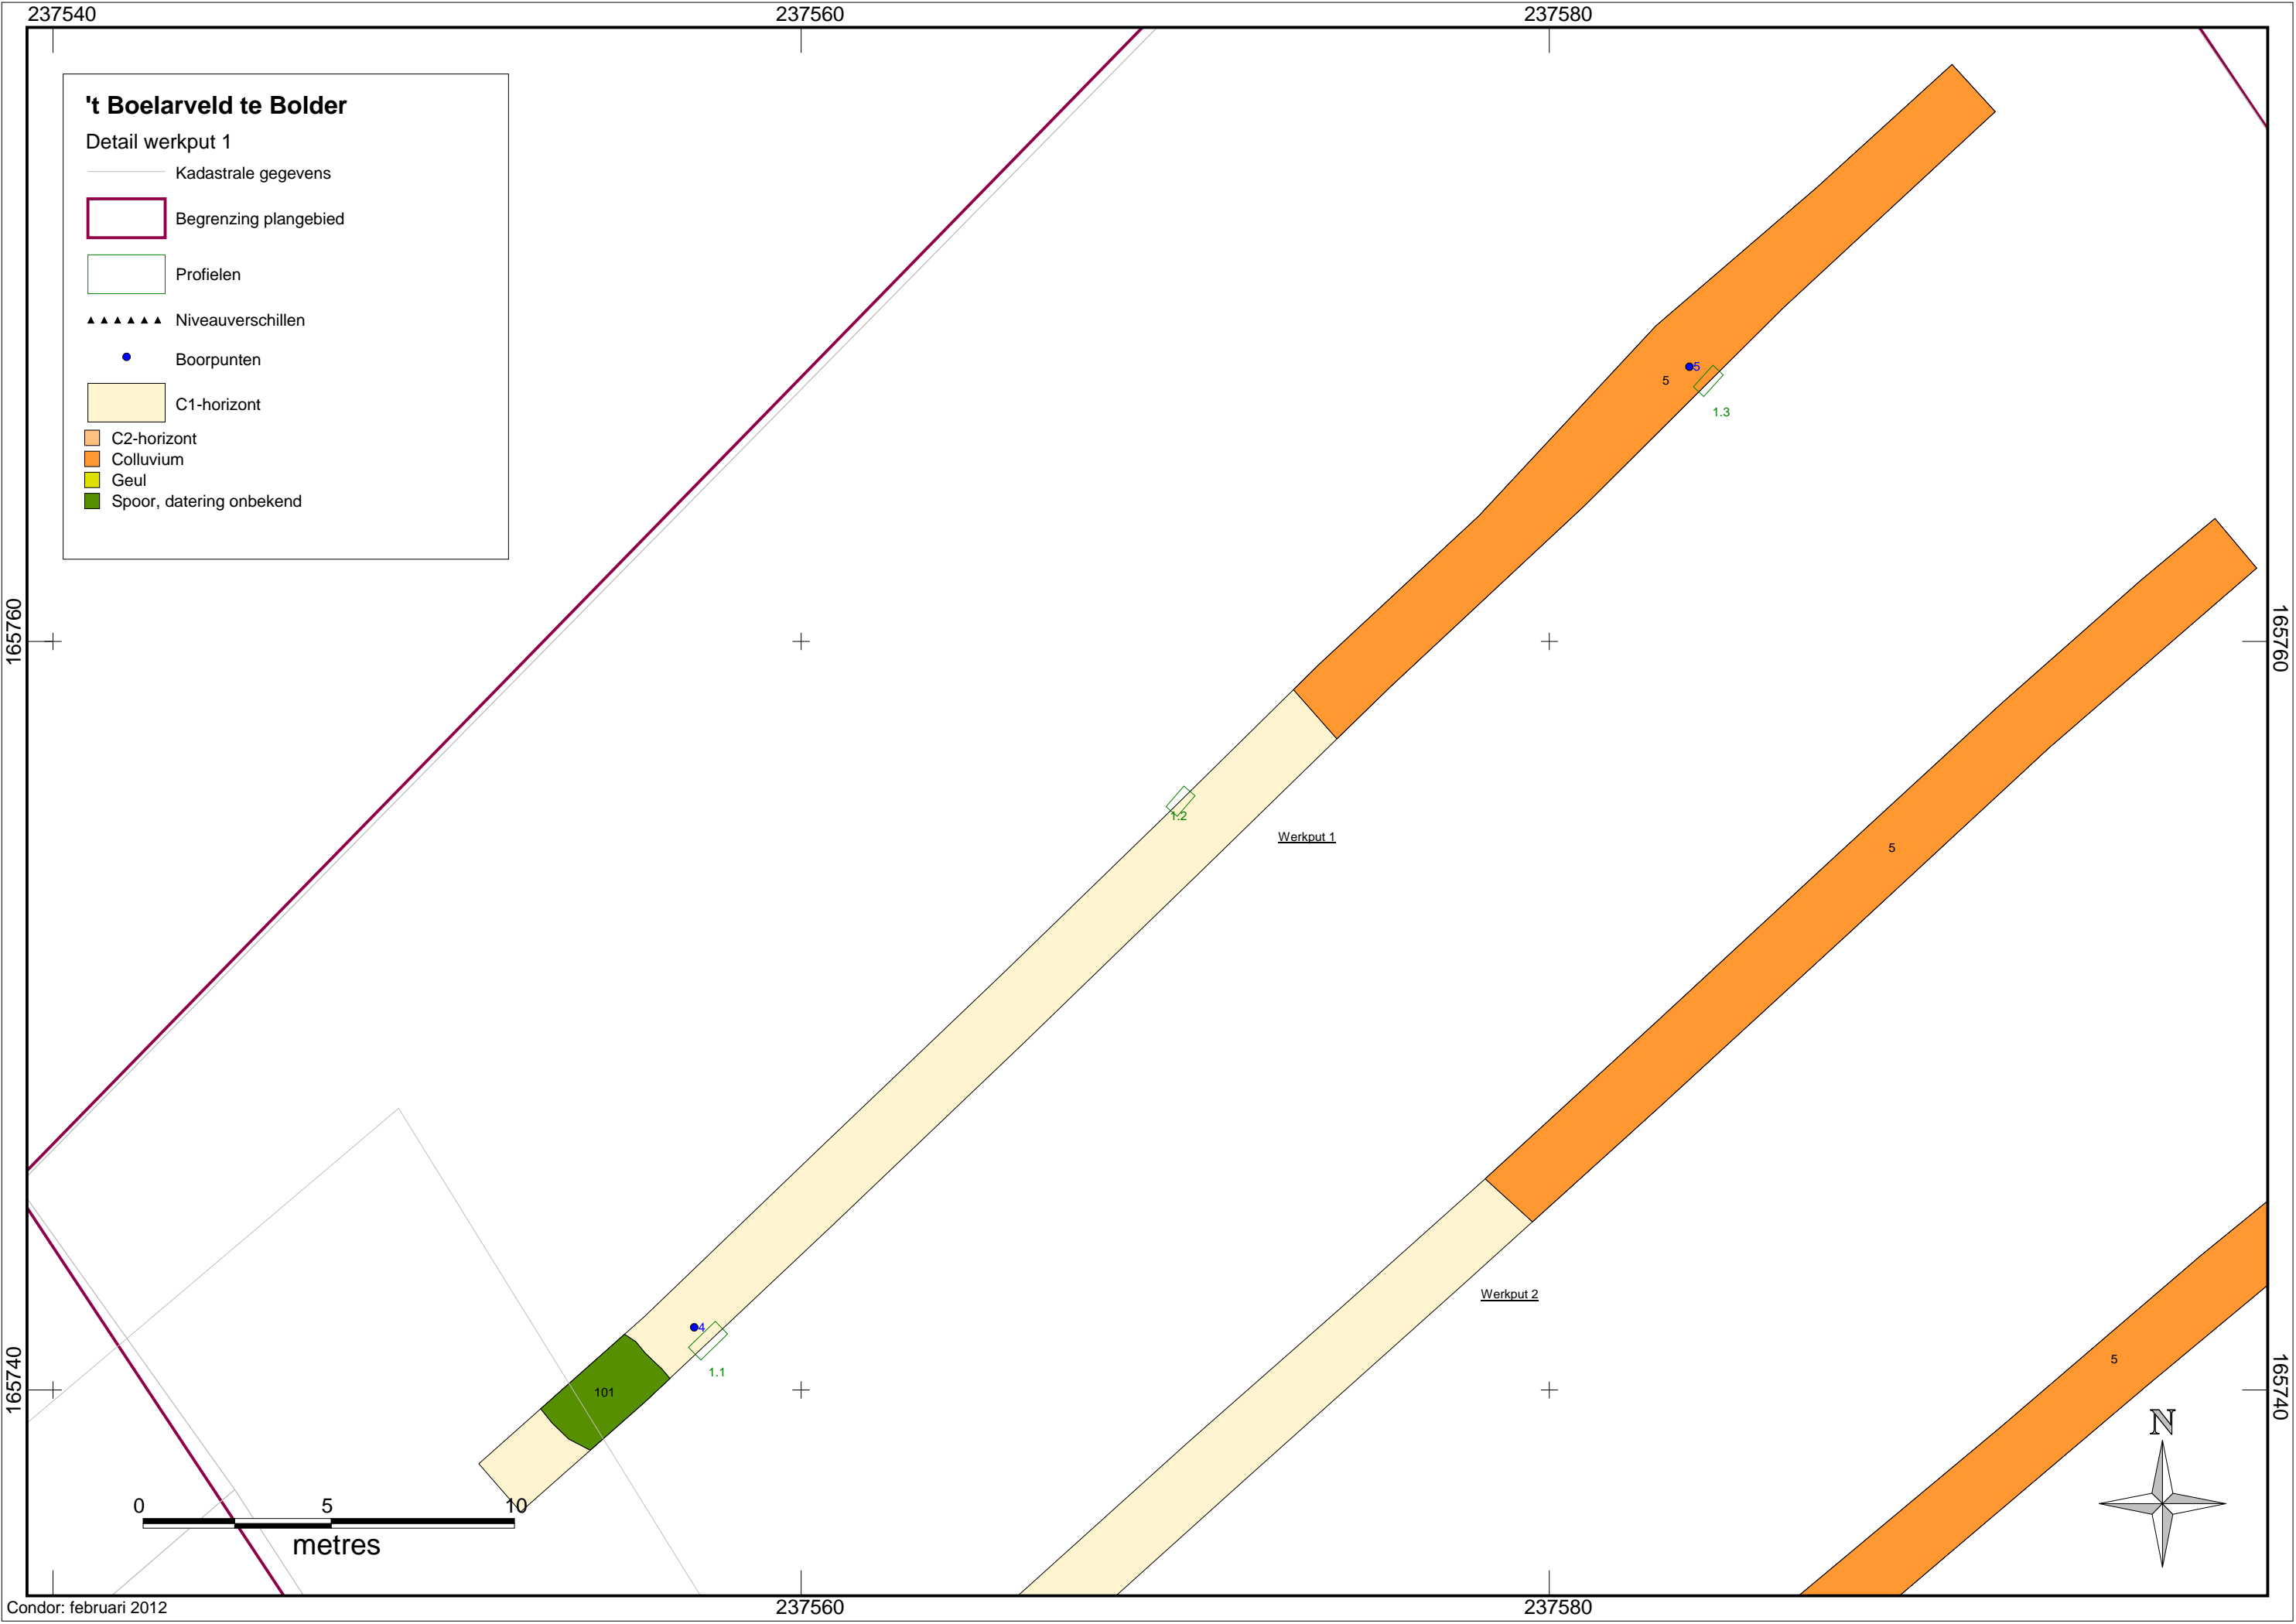 237540
237560
237580
't Boelarveld te Bolder
Detail werkput 1
Kadastrale gegevens
Begrenzing plangebied
Profielen
Niveauverschillen
Boorpunten
C1-horizont
C2-horizont
Colluvium
Geul
Spoor, datering onbekend
5
5
1.3
165760
165760
1.2
Werkput 1
5
Werkput 2
4
1.1
5
165740
101
165740
N
0 5 10
metres
Condor: februari 2012
237560
237580